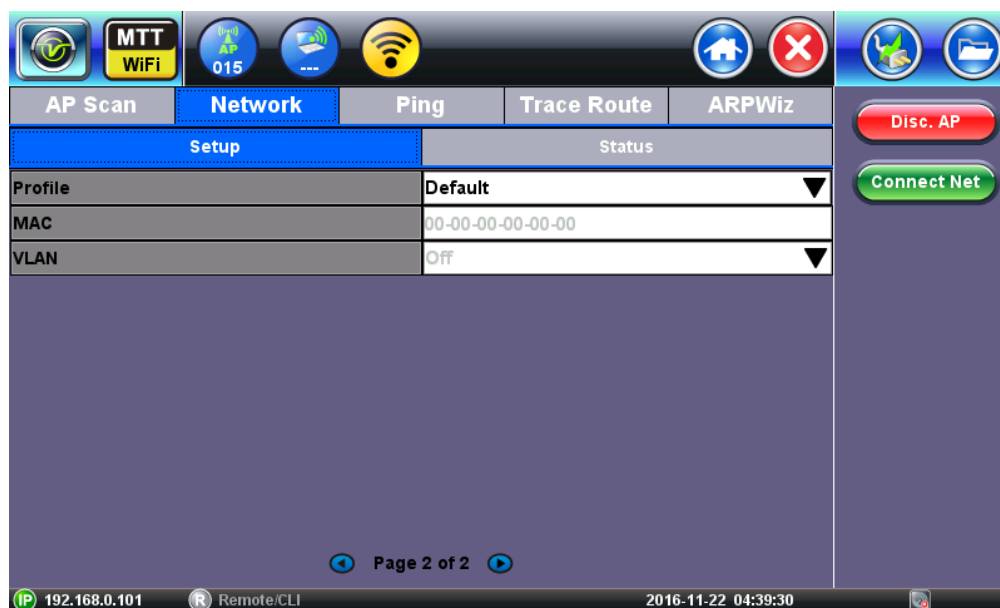 MTT
WiFi
AP
015
---
AP Scan Network Ping Trace Route ARPWiz
Disc. AP
Setup Status
Connect Net
Profile Default
MAC 00-00-00-00-00-00
VLAN Off
Page 2 of 2
IP 192.168.0.101 R Remote/CLI 2016-11-22 04:39:30